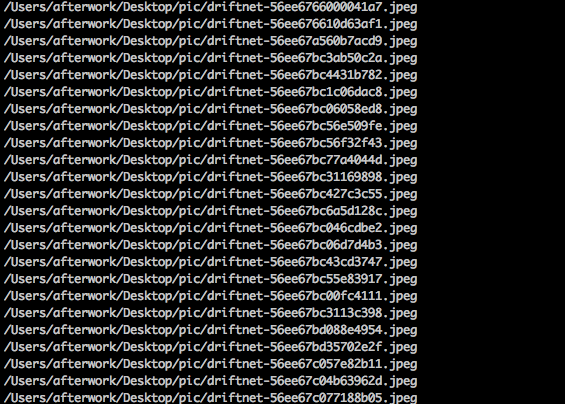 /Users/afterwork/Desktop/pic/driftnet-56ee6766000041a7.jpeg
/Users/afterwork/Desktop/pic/driftnet-56ee676610d63af1.jpeg
/Users/afterwork/Desktop/pic/driftnet-56ee67a560b7acd9.jpeg
/Users/afterwork/Desktop/pic/driftnet-56ee67bc3ab50c2a.jpeg
/Users/afterwork/Desktop/pic/driftnet-56ee67bc4431b782.jpeg
/Users/afterwork/Desktop/pic/driftnet-56ee67bc1c06dac8.jpeg
/Users/afterwork/Desktop/pic/driftnet-56ee67bc06058ed8.jpeg
/Users/afterwork/Desktop/pic/driftnet-56ee67bc56e509fe.jpeg
/Users/afterwork/Desktop/pic/driftnet-56ee67bc56f32f43.jpeg
/Users/afterwork/Desktop/pic/driftnet-56ee67bc77a4044d.jpeg
/Users/afterwork/Desktop/pic/driftnet-56ee67bc31169898.jpeg
/Users/afterwork/Desktop/pic/driftnet-56ee67bc427c3c55.jpeg
/Users/afterwork/Desktop/pic/driftnet-56ee67bc6a5d128c.jpeg
/Users/afterwork/Desktop/pic/driftnet-56ee67bc046cdbe2.jpeg
/Users/afterwork/Desktop/pic/driftnet-56ee67bc06d7d4b3.jpeg
/Users/afterwork/Desktop/pic/driftnet-56ee67bc43cd3747.jpeg
/Users/afterwork/Desktop/pic/driftnet-56ee67bc55e83917.jpeg
/Users/afterwork/Desktop/pic/driftnet-56ee67bc00fc4111.jpeg
/Users/afterwork/Desktop/pic/driftnet-56ee67bc3113c398.jpeg
/Users/afterwork/Desktop/pic/driftnet-56ee67bd088e4954.jpeg
/Users/afterwork/Desktop/pic/driftnet-56ee67bd35702e2f.jpeg
/Users/afterwork/Desktop/pic/driftnet-56ee67c057e82b11.jpeg
/Users/afterwork/Desktop/pic/driftnet-56ee67c04b63962d.jpeg
/Users/afterwork/Desktop/pic/driftnet-56ee67c077188b05.jpeg